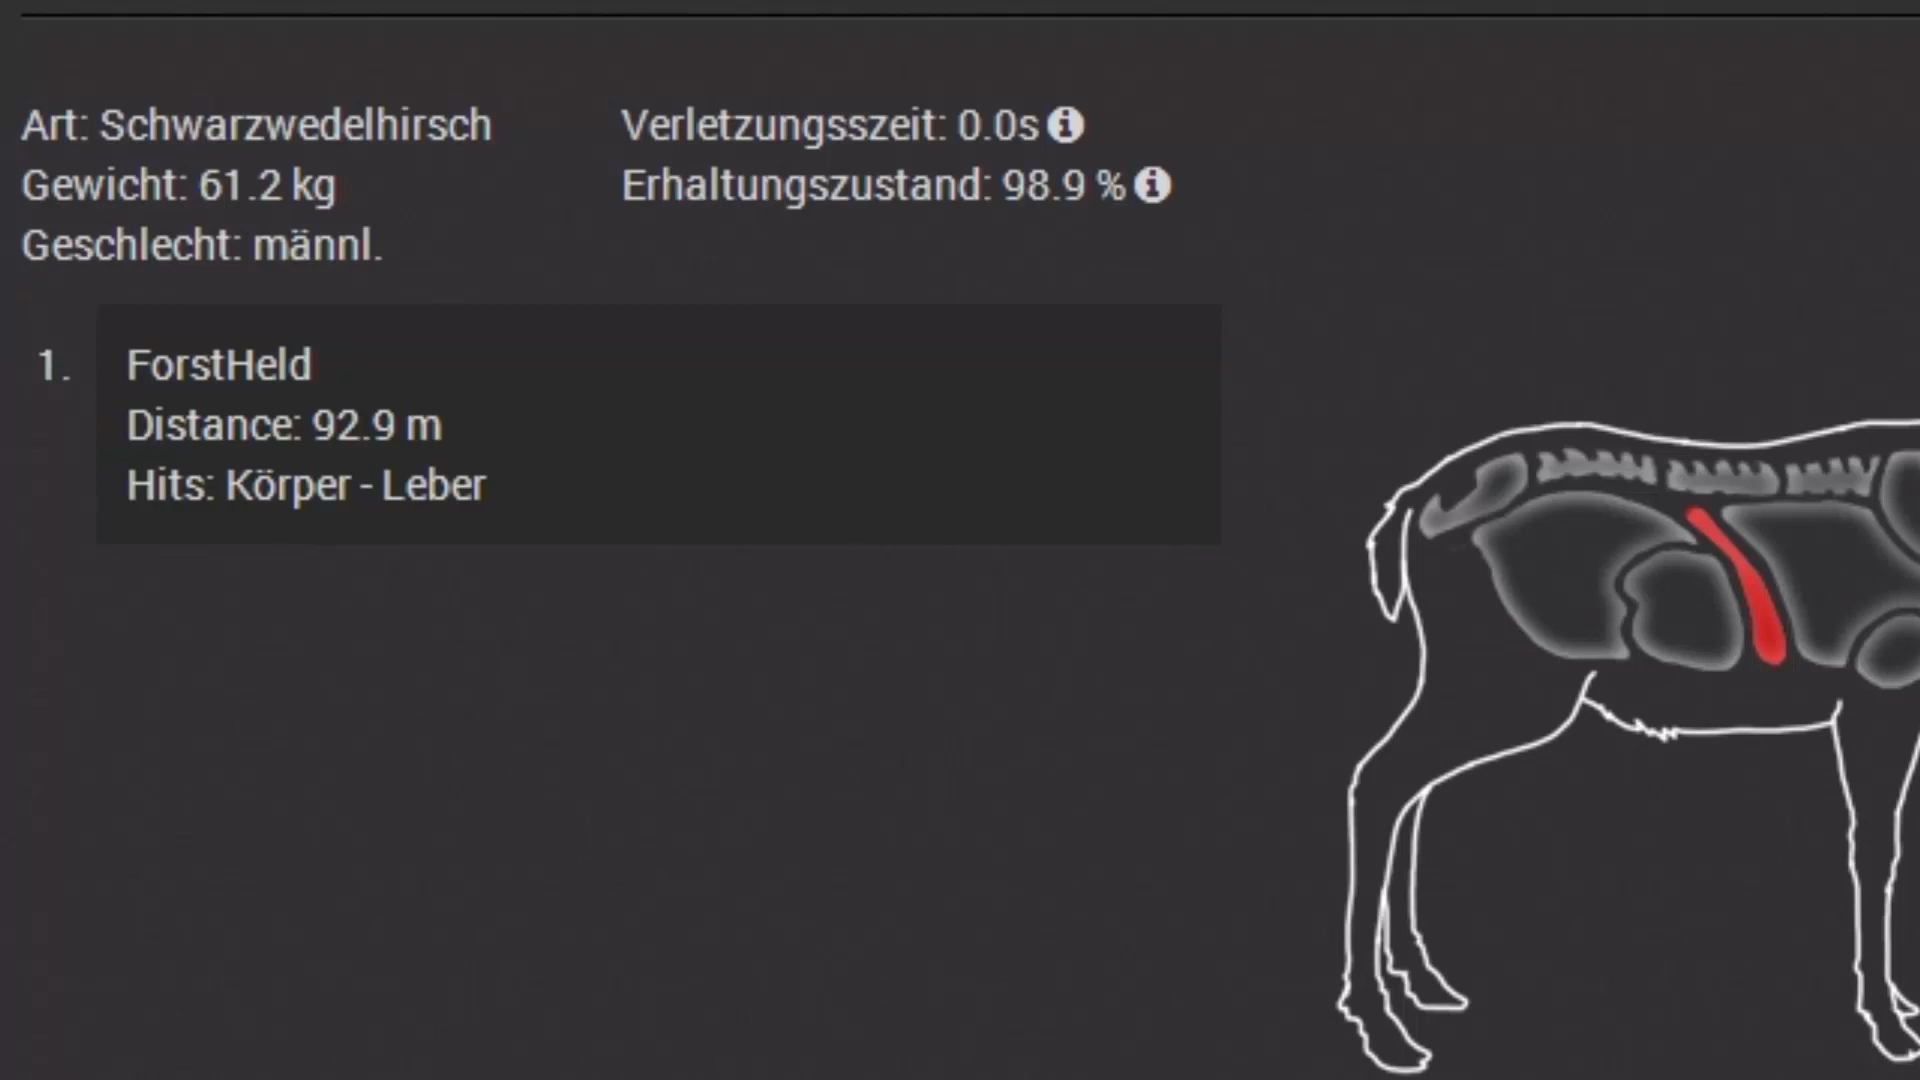 Art: Schwarzwedelhirsch
Gewicht: 61.2 kg
Geschlecht: männl.
Verletzungsszeit: 0.0s
Erhaltungszustand: 98.9 %
1.
ForstHeld
Distance: 92.9 m
Hits: Körper - Leber